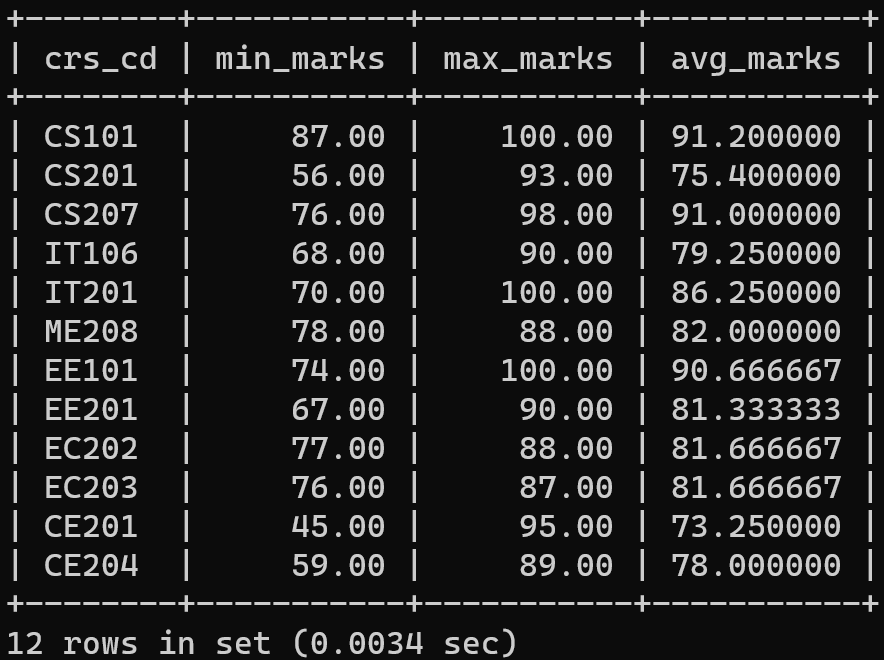 +--------+-----------+-----------+-----------+
| crs_cd | min_marks | max_marks | avg_marks |
+--------+-----------+-----------+-----------+
| CS101  |     87.00 |    100.00 | 91.200000 |
| CS201  |     56.00 |     93.00 | 75.400000 |
| CS207  |     76.00 |     98.00 | 91.000000 |
| IT106  |     68.00 |     90.00 | 79.250000 |
| IT201  |     70.00 |    100.00 | 86.250000 |
| ME208  |     78.00 |     88.00 | 82.000000 |
| EE101  |     74.00 |    100.00 | 90.666667 |
| EE201  |     67.00 |     90.00 | 81.333333 |
| EC202  |     77.00 |     88.00 | 81.666667 |
| EC203  |     76.00 |     87.00 | 81.666667 |
| CE201  |     45.00 |     95.00 | 73.250000 |
| CE204  |     59.00 |     89.00 | 78.000000 |
+--------+-----------+-----------+-----------+
12 rows in set (0.0034 sec)